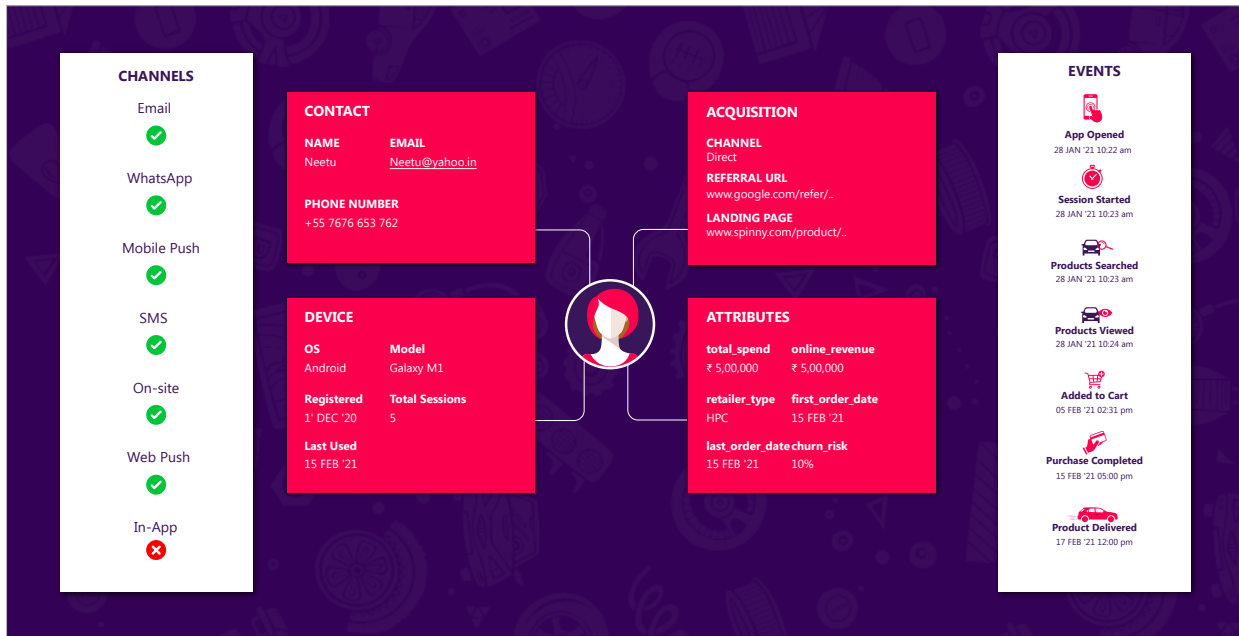 CHANNELS
Email
WhatsApp
Mobile Push
SMS
On-site
Web Push
In-App
CONTACT
NAME EMAIL
Neetu Neetu@yahoo.in
PHONE NUMBER
+55 7676 653 762
DEVICE
OS Model
Android Galaxy M1
Registered Total Sessions
1' DEC '20 5
Last Used
15 FEB '21
ACQUISITION
CHANNEL
Direct
REFERRAL URL
www.google.com/refer/..
LANDING PAGE
www.spinny.com/product/..
ATTRIBUTES
total_spend online_revenue
₹ 5,00,000 ₹ 5,00,000
retailer_type first_order_date
HPC 15 FEB '21
last_order_date churn_risk
15 FEB '21 10%
EVENTS
App Opened
28 JAN '21 10:22 am
Session Started
28 JAN '21 10:23 am
Products Searched
28 JAN '21 10:23 am
Products Viewed
28 JAN '21 10:24 am
Added to Cart
05 FEB '21 02:31 pm
Purchase Completed
15 FEB '21 05:00 pm
Product Delivered
17 FEB '21 12:00 pm